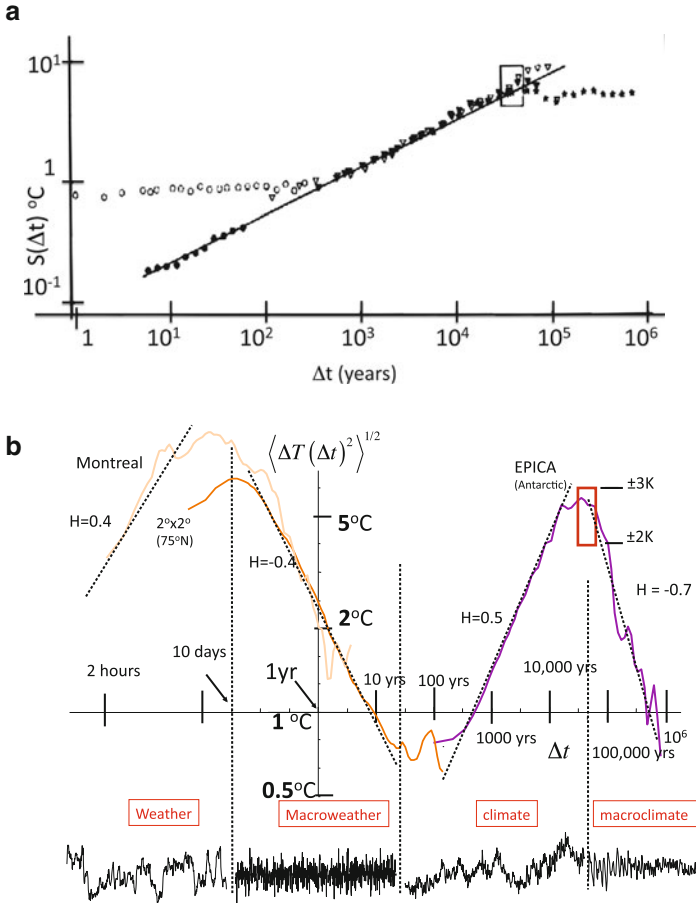 a
10¹
1
10⁻¹
S(Δt) °C
1
10¹
10²
10³
10⁴
10⁵
10⁶
Δt (years)
b
⟨ΔT(Δt)²⟩^1/2
Montreal
EPICA
(Antarctic)
±3K
H=0.4
2°x2°
(75°N)
5°C
±2K
H=-0.4
H = -0.7
2°C
H=0.5
10 days
2 hours
1yr
10 yrs
100 yrs
10,000 yrs
1 °C
1000 yrs
Δt
100,000yrs
10⁶
0.5°C
Weather
Macroweather
climate
macroclimate